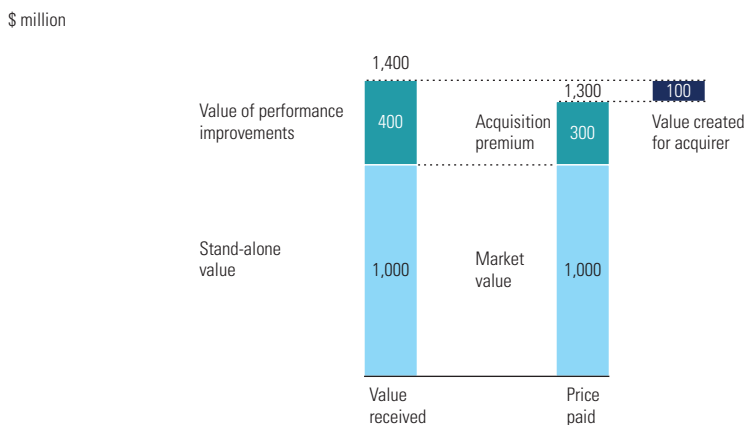 $ million
1,400
1,300
100
Value of performance
improvements
400
Acquisition
premium
300
Value created
for acquirer
Stand-alone
value
1,000
Market
value
1,000
Value
received
Price
paid